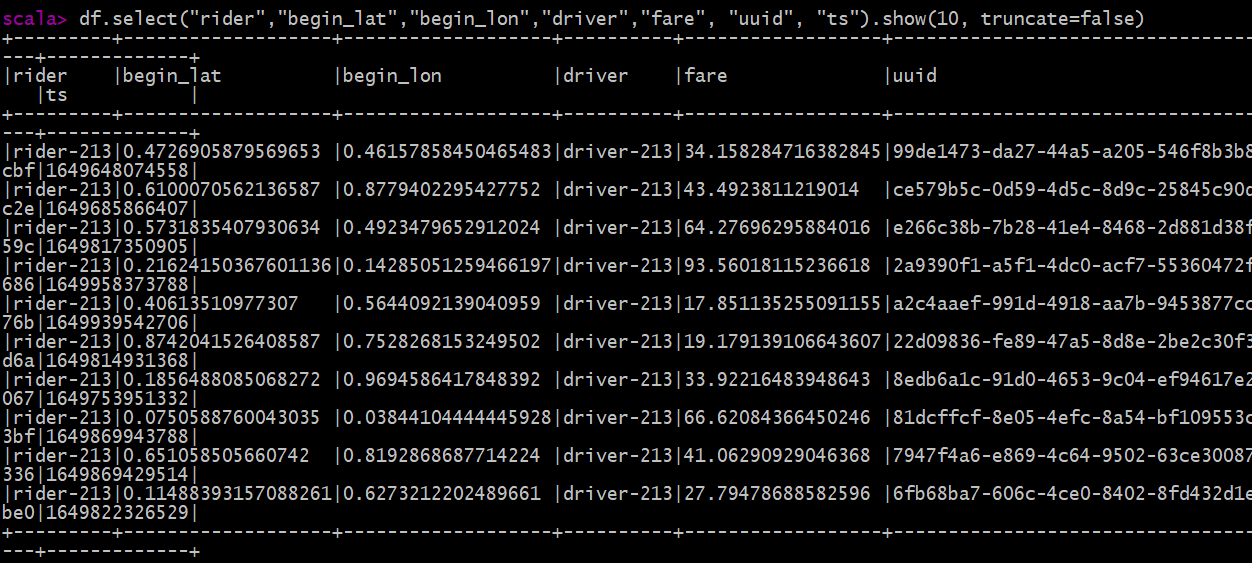 scala> df.select("rider","begin_lat","begin_lon","driver","fare", "uuid", "ts").show(10, truncate=false)
+---------+-------------------+-------------------+----------+------------------+---------------------------------
---+-------------+
|rider    |begin_lat          |begin_lon          |driver    |fare              |uuid
   |ts           |
+---------+-------------------+-------------------+----------+------------------+---------------------------------
---+-------------+
|rider-213|0.4726905879569653 |0.46157858450465483|driver-213|34.158284716382845|99de1473-da27-44a5-a205-546f8b3b8
cbf|1649648074558|
|rider-213|0.6100070562136587 |0.8779402295427752 |driver-213|43.4923811219014  |ce579b5c-0d59-4d5c-8d9c-25845c90d
c2e|1649685866407|
|rider-213|0.5731835407930634 |0.4923479652912024 |driver-213|64.27696295884016 |e266c38b-7b28-41e4-8468-2d881d38f
59c|1649817350905|
|rider-213|0.21624150367601136|0.14285051259466197|driver-213|93.56018115236618 |2a9390f1-a5f1-4dc0-acf7-55360472f
686|1649958373788|
|rider-213|0.40613510977307   |0.5644092139040959 |driver-213|17.851135255091155|a2c4aaef-991d-4918-aa7b-9453877cc
76b|1649939542706|
|rider-213|0.8742041526408587 |0.7528268153249502 |driver-213|19.179139106643607|22d09836-fe89-47a5-8d8e-2be2c30f3
d6a|1649814931368|
|rider-213|0.1856488085068272 |0.9694586417848392 |driver-213|33.92216483948643 |8edb6a1c-91d0-4653-9c04-ef94617e2
067|1649753951332|
|rider-213|0.0750588760043035 |0.03844104444445928|driver-213|66.62084366450246 |81dcffcf-8e05-4efc-8a54-bf109553c
3bf|1649869943788|
|rider-213|0.651058505660742  |0.8192868687714224 |driver-213|41.06290929046368 |7947f4a6-e869-4c64-9502-63ce30087
336|1649869429514|
|rider-213|0.11488393157088261|0.6273212202489661 |driver-213|27.79478688582596 |6fb68ba7-606c-4ce0-8402-8fd432d1e
be0|1649822326529|
+---------+-------------------+-------------------+----------+------------------+---------------------------------
---+-------------+